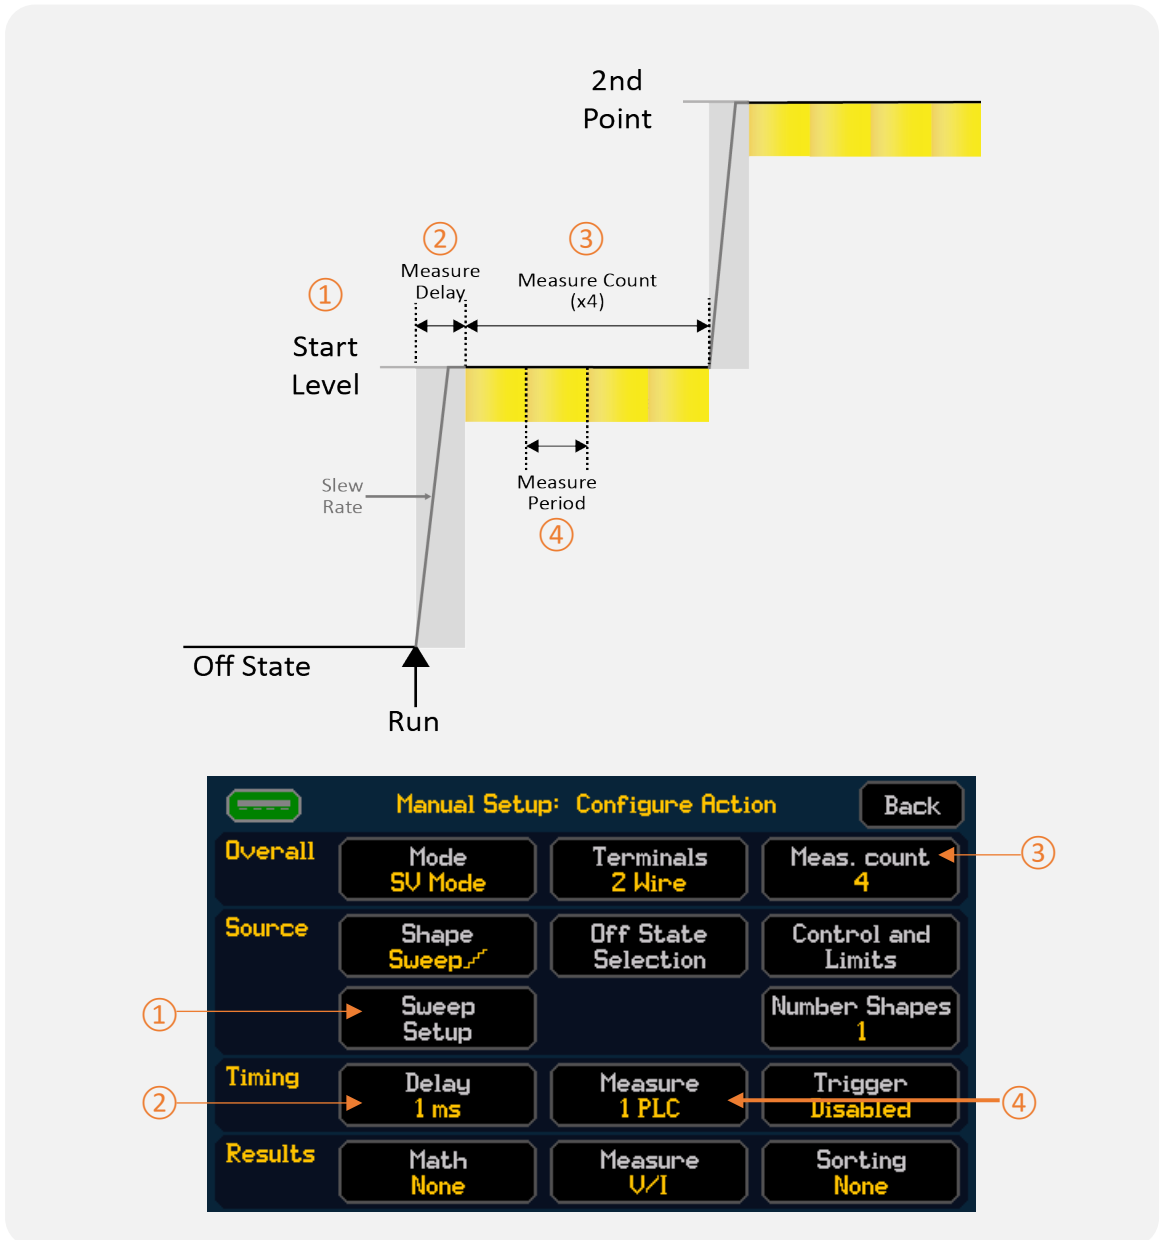 2nd
Point
②
③
Measure
Delay
Measure Count
(x4)
①
Start
Level
Slew
Rate
Measure
Period
④
Off State
Run
Manual Setup: Configure Action
Back
Overall
Mode
SV Mode
Terminals
2 Wire
Meas. count
4
③
Source
Shape
Sweep
Off State
Selection
Control and
Limits
①
Sweep
Setup
Number Shapes
1
Timing
②
Delay
1 ms
Measure
1 PLC
Trigger
Disabled
④
Results
Math
None
Measure
V/I
Sorting
None